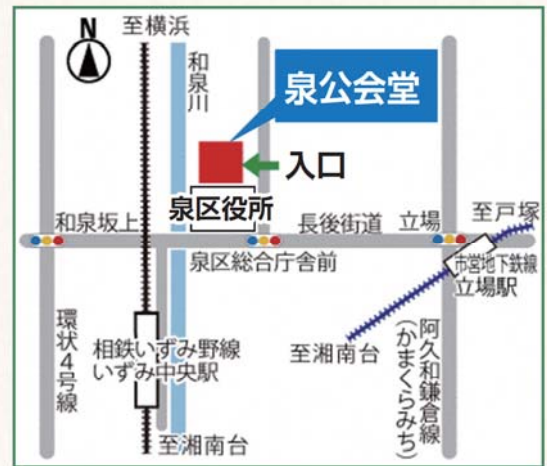 至横浜
N
和泉川
泉公会堂
入口
泉区役所
和泉坂上
長後街道
立場
至戸塚
泉区総合庁舎前
市営地下鉄線
立場駅
環状4号線
相鉄いずみ野線
いずみ中央駅
至湘南台
阿久和鎌倉線
(かまくらみち)
至湘南台